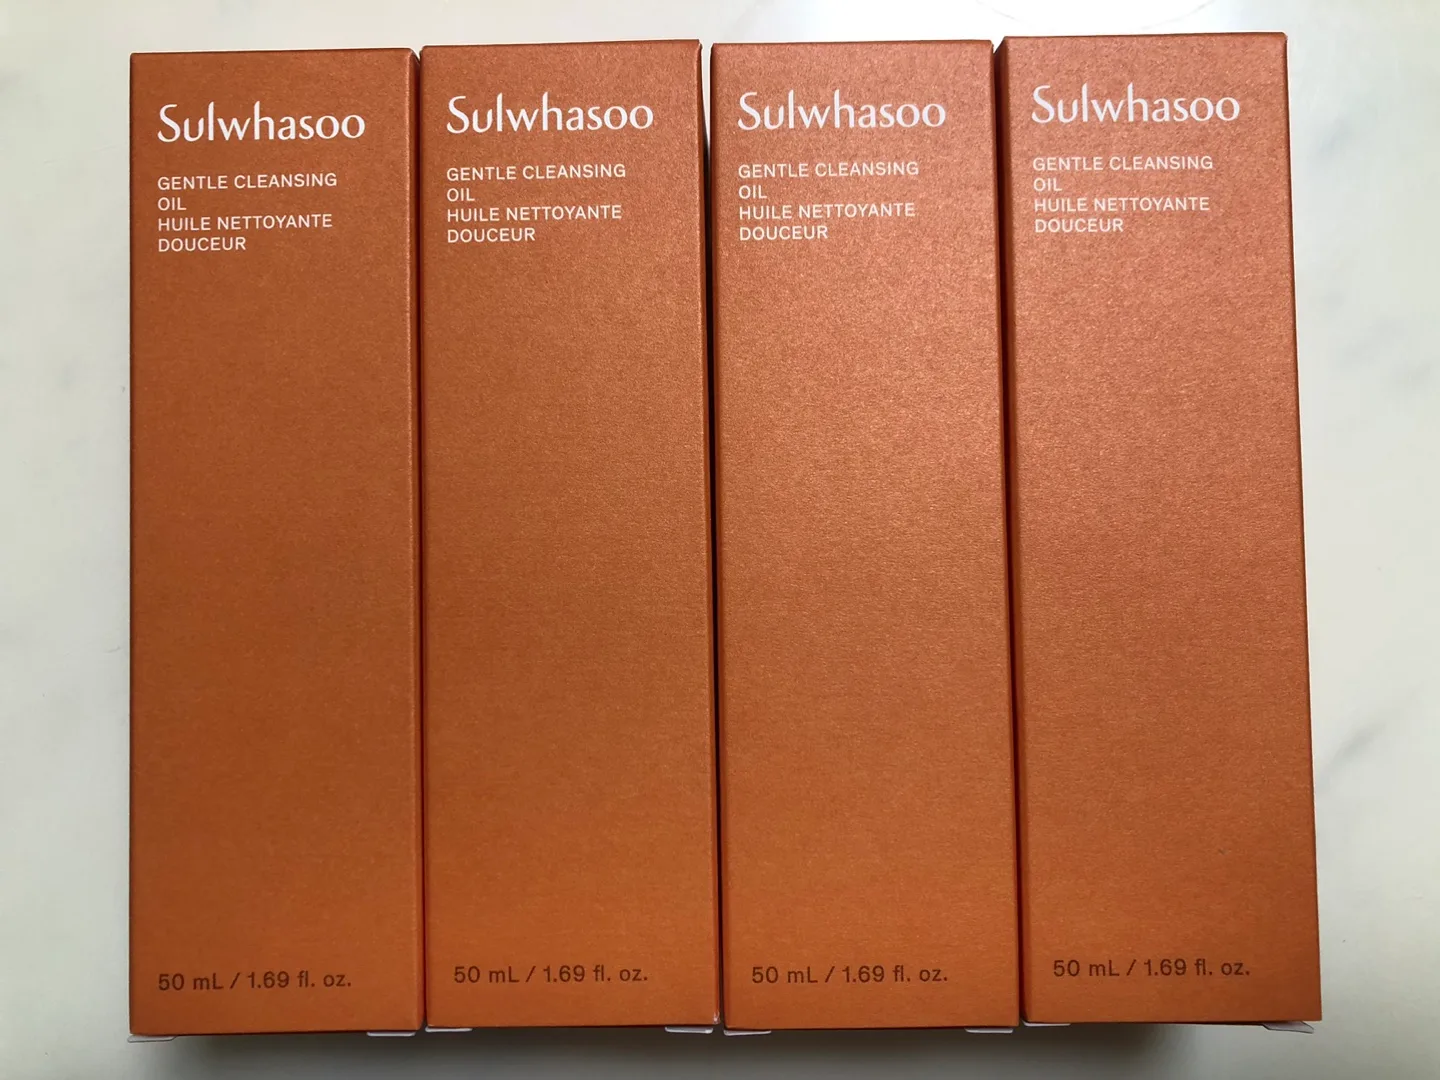 Sulwhasoo
GENTLE CLEANSING
OIL
HUILE NETTOYANTE
DOUCEUR
50 mL / 1.69 fl. oz.
Sulwhasoo
GENTLE CLEANSING
OIL
HUILE NETTOYANTE
DOUCEUR
50 mL / 1.69 fl. oz.
Sulwhasoo
GENTLE CLEANSING
OIL
HUILE NETTOYANTE
DOUCEUR
50 mL / 1.69 fl. oz.
Sulwhasoo
GENTLE CLEANSING
OIL
HUILE NETTOYANTE
DOUCEUR
50 mL / 1.69 fl. oz.